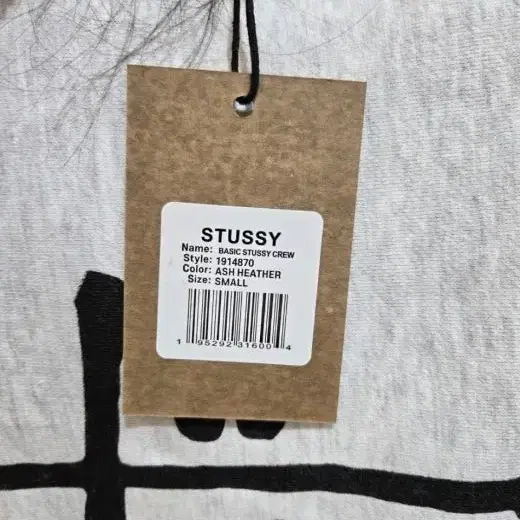 STUSSY
Name: BASIC STUSSY CREW
Style: 1914870
Color: ASH HEATHER
Size: SMALL
1 95292 31600 4